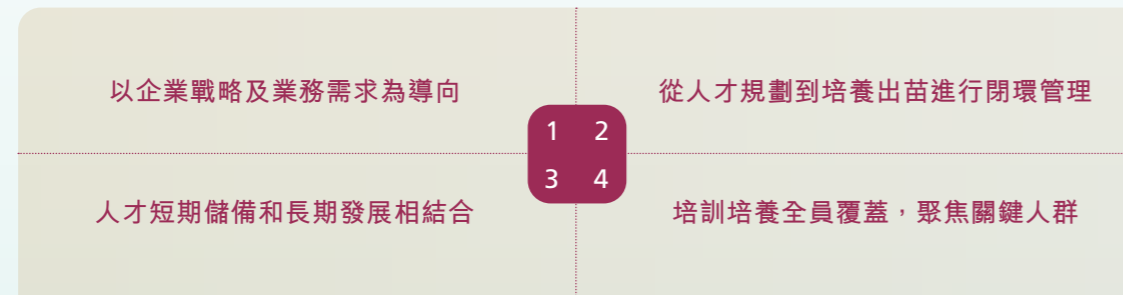 以企業戰略及業務需求為導向
從人才規劃到培養出苗進行閉環管理
1 2
3 4
人才短期儲備和長期發展相結合
培訓培養全員覆蓋，聚焦關鍵人群